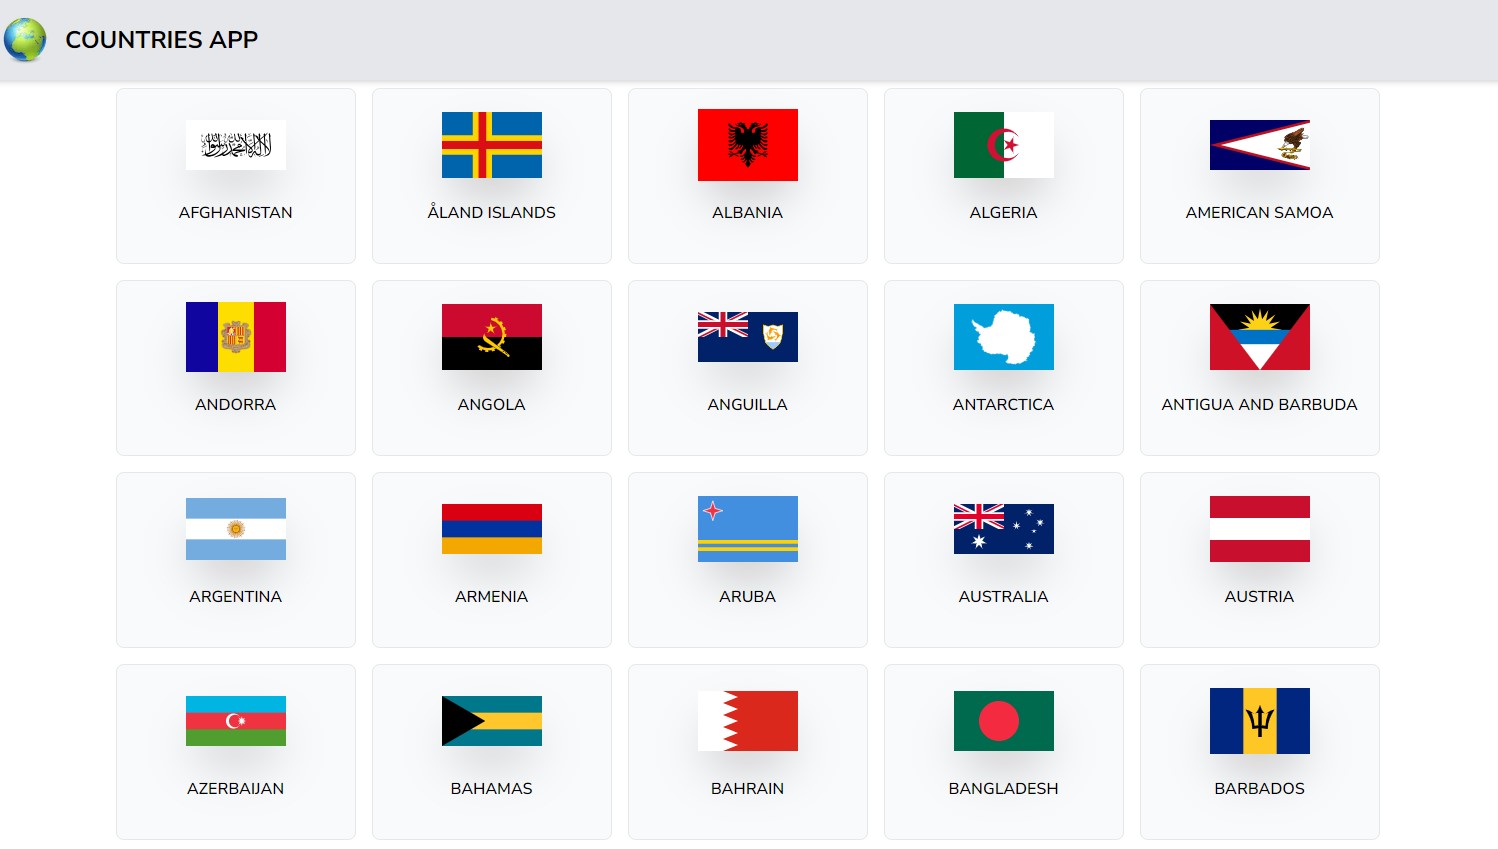 COUNTRIES APP
AFGHANISTAN
ÅLAND ISLANDS
ALBANIA
ALGERIA
AMERICAN SAMOA
ANDORRA
ANGOLA
ANGUILLA
ANTARCTICA
ANTIGUA AND BARBUDA
ARGENTINA
ARMENIA
ARUBA
AUSTRALIA
AUSTRIA
AZERBAIJAN
BAHAMAS
BAHRAIN
BANGLADESH
BARBADOS